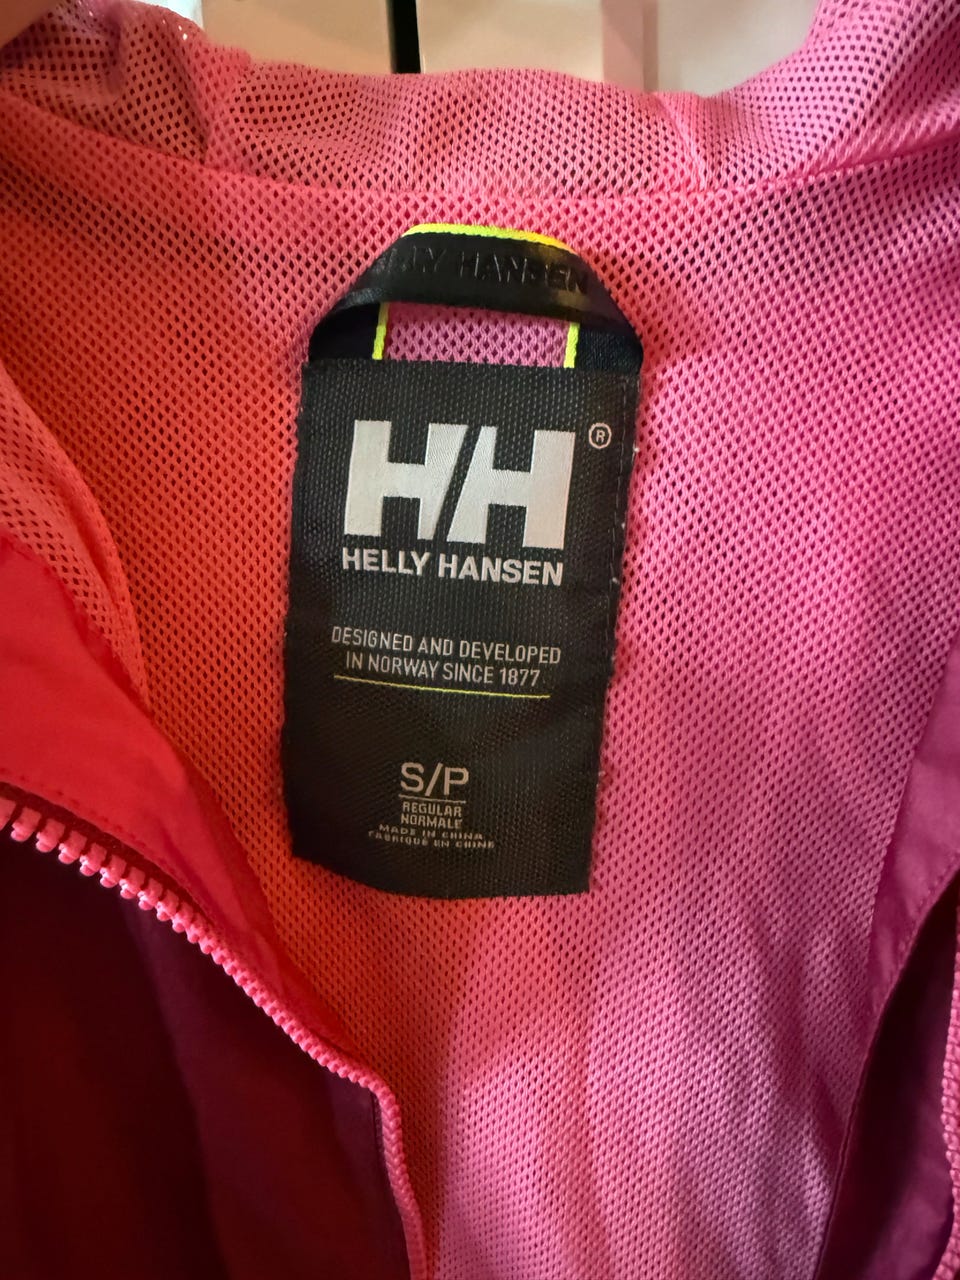 LY HANSEN
HH ®
HELLY HANSEN
DESIGNED AND DEVELOPED
IN NORWAY SINCE 1877
S/P
REGULAR
NORMALE
MADE IN CHINA
FABRIQUÉ EN CHINE